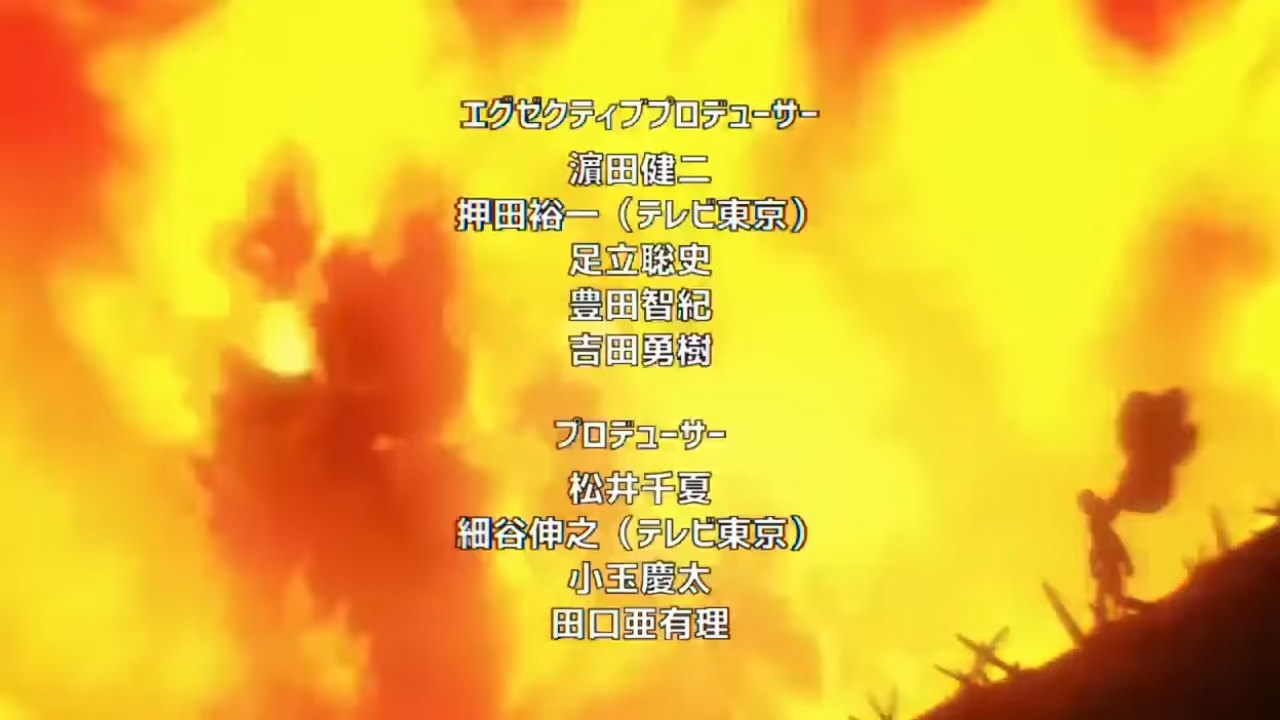 エグゼクティブプロデューサー
濵田健二
押田裕一（テレビ東京）
足立聡史
豊田智紀
吉田勇樹
プロデューサー
松井千夏
細谷伸之（テレビ東京）
小玉慶太
田口亜有理